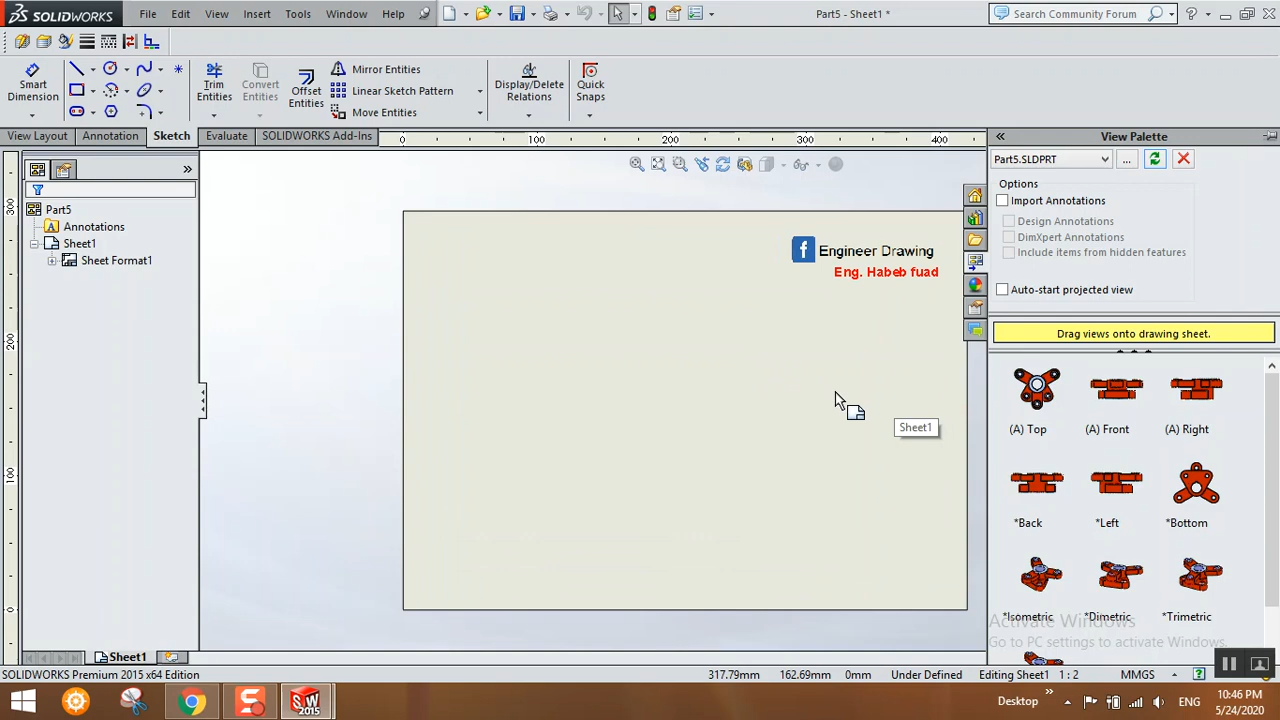 SOLIDWORKS File Edit View Insert Tools Window Help Part5 - Sheet1 * Search Community Forum
Smart Dimension
Trim Entities
Convert Entities
Offset Entities
Mirror Entities
Linear Sketch Pattern
Move Entities
Display/Delete Relations
Quick Snaps
View Layout Annotation Sketch Evaluate SOLIDWORKS Add-Ins
0 100 200 300 400
300
200
100
0
Part5
Annotations
Sheet1
Sheet Format1
Engineer Drawing
Eng. Habeb fuad
Sheet1
View Palette
Part5.SLDPRT ...
Options
Import Annotations
Design Annotations
DimXpert Annotations
Include items from hidden features
Auto-start projected view
Drag views onto drawing sheet.
(A) Top (A) Front (A) Right
*Back *Left *Bottom
*Isometric *Dimetric *Trimetric
Activate Windows
Go to PC settings to activate Windows.
Sheet1
SOLIDWORKS Premium 2015 x64 Edition 317.79mm 162.69mm 0mm Under Defined Editing Sheet1 1 : 2 MMGS
SW 2015
Desktop ENG 10:46 PM
5/24/2020